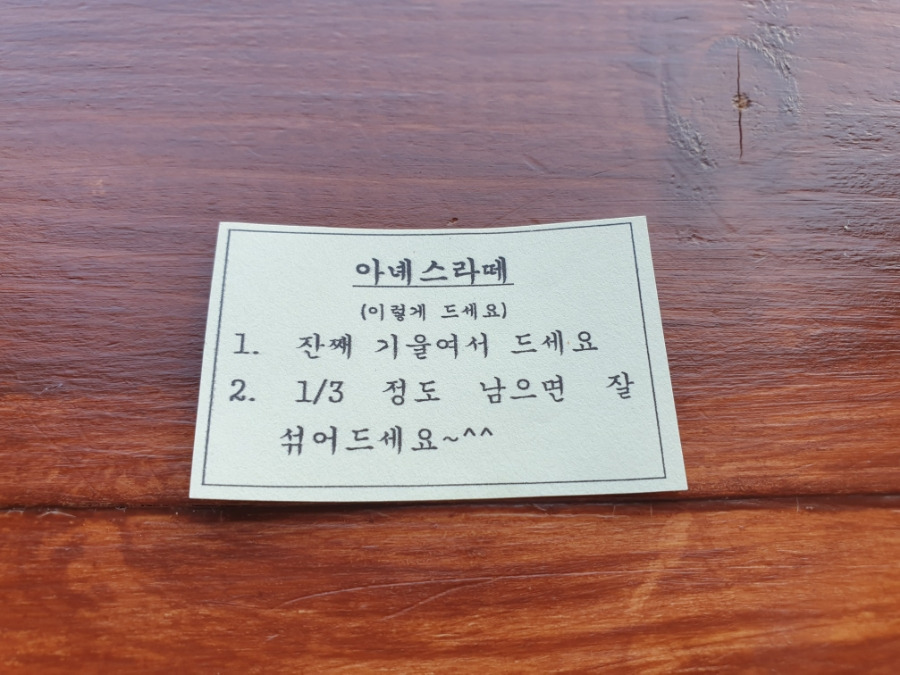 아녜스라떼
(이렇게 드세요)
1. 잔째 기울여서 드세요
2. 1/3 정도 남으면 잘
섞어드세요~^^